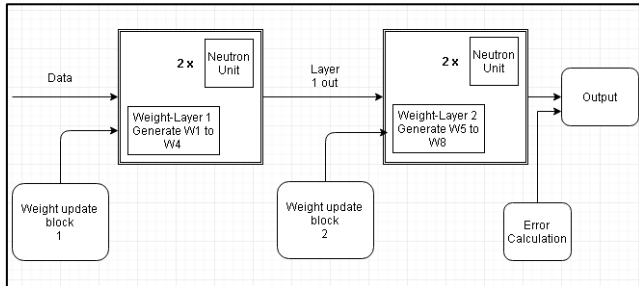 Data
2 x
Neutron
Unit
Weight-Layer 1
Generate W1 to
W4
Weight update
block
1
Layer
1 out
2 x
Neutron
Unit
Weight-Layer 2
Generate W5 to
W8
Weight update
block
2
Output
Error
Calculation